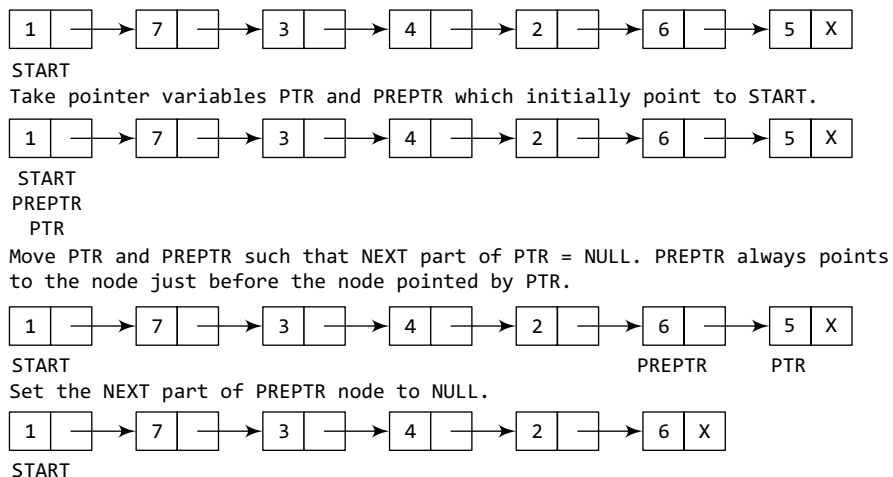 1 7 3 4 2 6 5 X
START
Take pointer variables PTR and PREPTR which initially point to START.
1 7 3 4 2 6 5 X
START
PREPTR
PTR
Move PTR and PREPTR such that NEXT part of PTR = NULL. PREPTR always points
to the node just before the node pointed by PTR.
1 7 3 4 2 6 5 X
START PREPTR PTR
Set the NEXT part of PREPTR node to NULL.
1 7 3 4 2 6 X
START